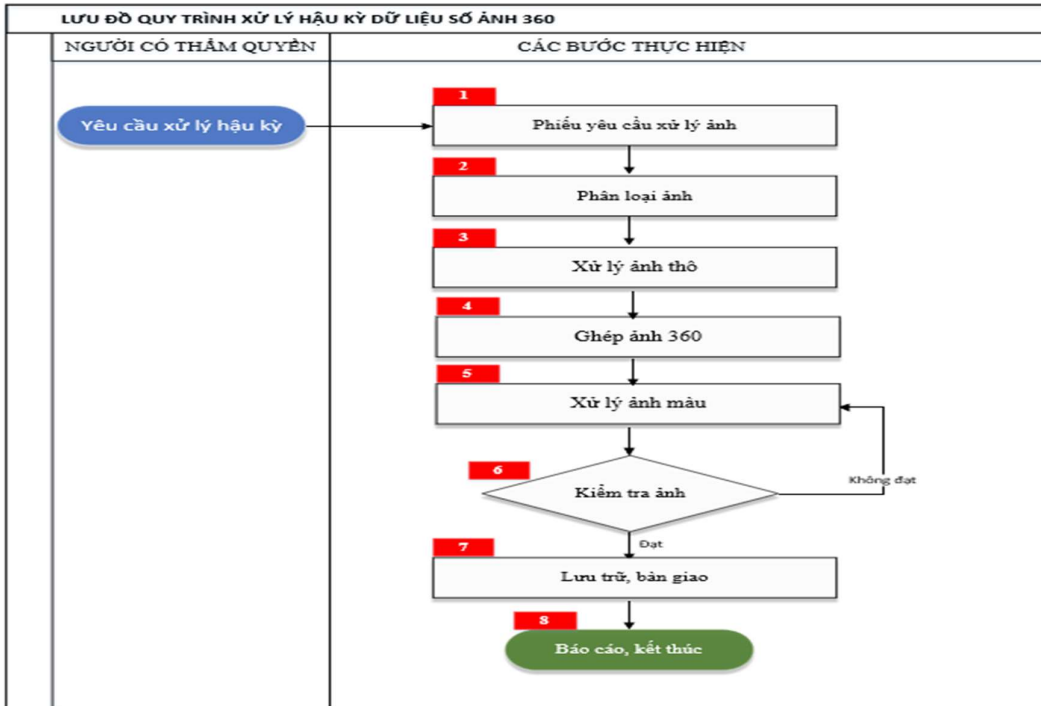 LƯU ĐỒ QUY TRÌNH XỬ LÝ HẬU KỲ DỮ LIỆU SỐ ẢNH 360
NGƯỜI CÓ THẨM QUYỀN
CÁC BƯỚC THỰC HIỆN
Yêu cầu xử lý hậu kỳ
1
Phiếu yêu cầu xử lý ảnh
2
Phân loại ảnh
3
Xử lý ảnh thô
4
Ghép ảnh 360
5
Xử lý ảnh màu
6
Kiểm tra ảnh
Không đạt
Đạt
7
Lưu trữ, bàn giao
8
Báo cáo, kết thúc